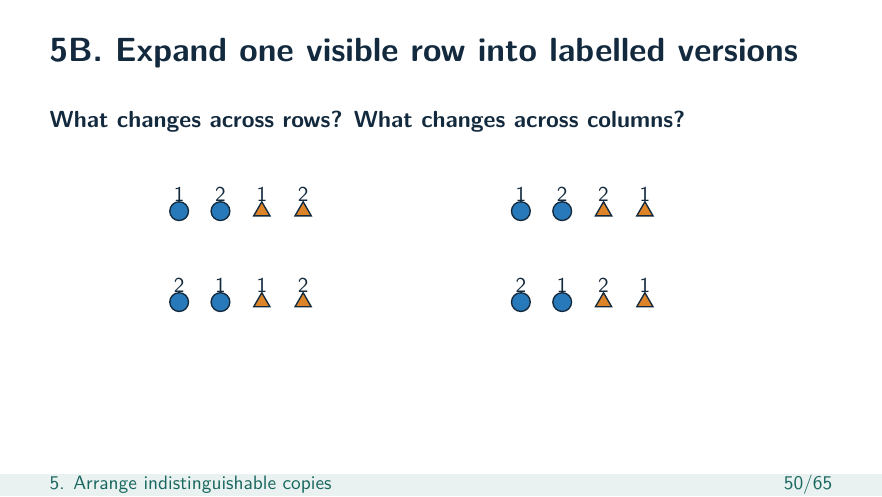 5B. Expand one visible row into labelled versions
What changes across rows? What changes across columns?
1 2 1 2
1 2 2 1
2 1 1 2
2 1 2 1
5. Arrange indistinguishable copies
50/65